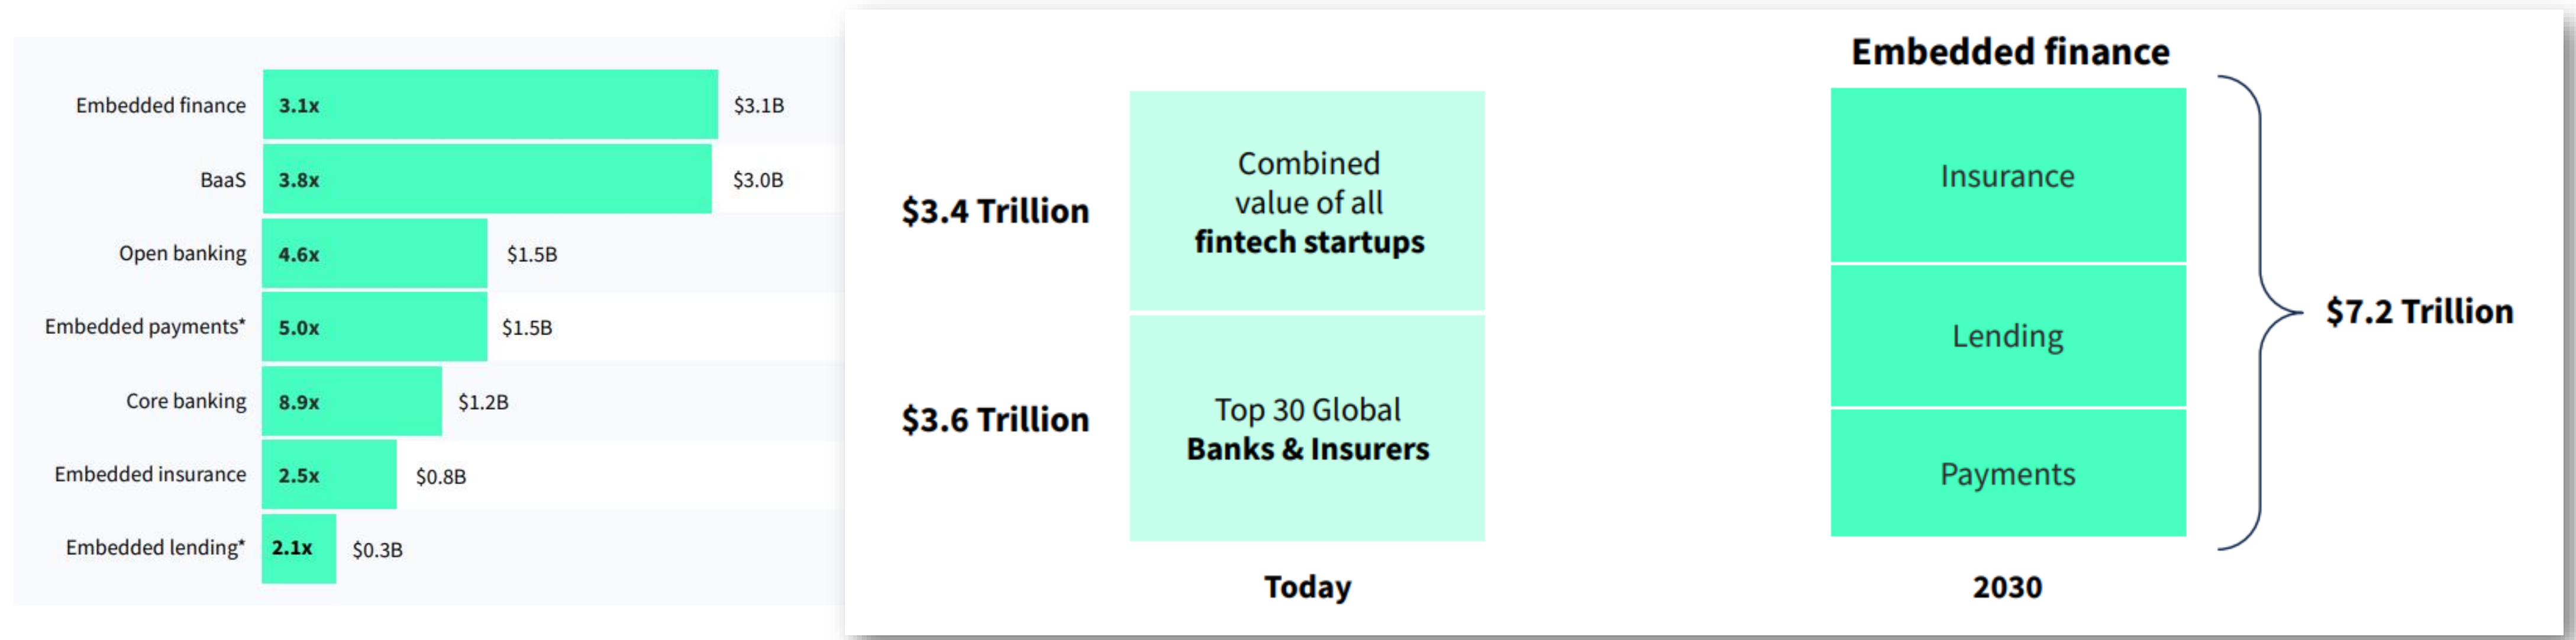 Embedded finance 3.1x $3.1B
BaaS 3.8x $3.0B
Open banking 4.6x $1.5B
Embedded payments* 5.0x $1.5B
Core banking 8.9x $1.2B
Embedded insurance 2.5x $0.8B
Embedded lending* 2.1x $0.3B
$3.4 Trillion
Combined
value of all
fintech startups
$3.6 Trillion
Top 30 Global
Banks & Insurers
Today
Embedded finance
Insurance
Lending
Payments
$7.2 Trillion
2030